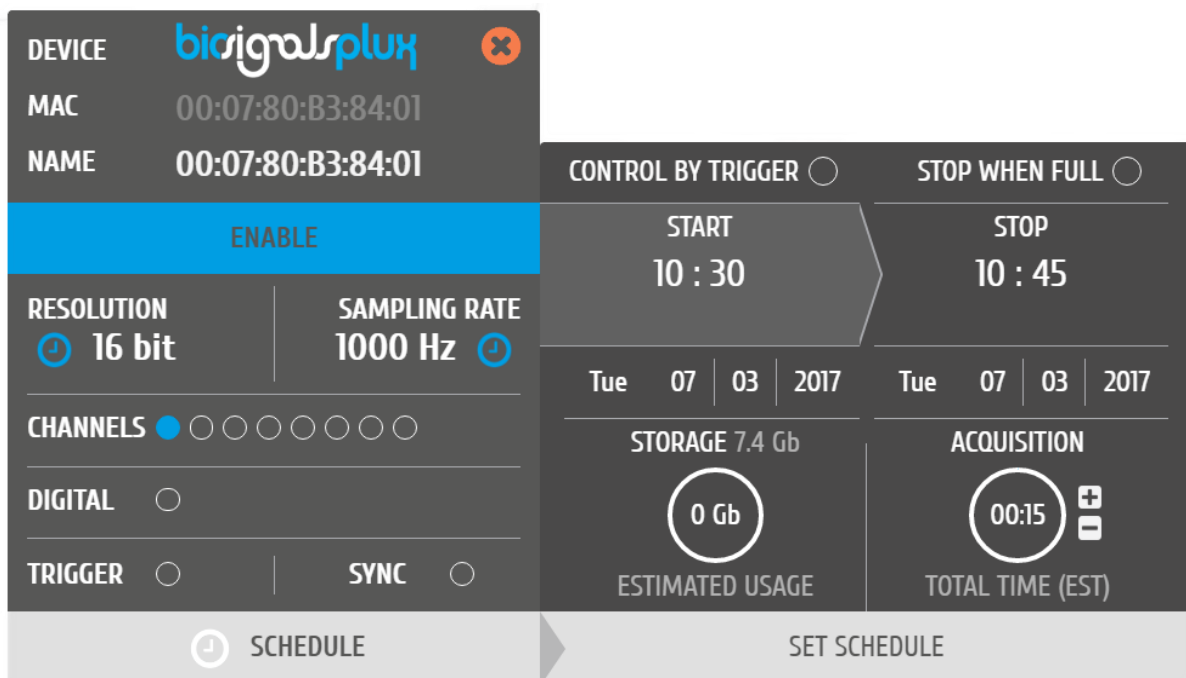 DEVICE biosignalsplux
MAC 00:07:80:B3:84:01
NAME 00:07:80:B3:84:01
ENABLE
RESOLUTION SAMPLING RATE
16 bit 1000 Hz
CHANNELS
DIGITAL
TRIGGER SYNC
SCHEDULE
CONTROL BY TRIGGER STOP WHEN FULL
START STOP
10 : 30 10 : 45
Tue 07 03 2017 Tue 07 03 2017
STORAGE 7.4 Gb ACQUISITION
0 Gb 00:15
ESTIMATED USAGE TOTAL TIME (EST)
SET SCHEDULE